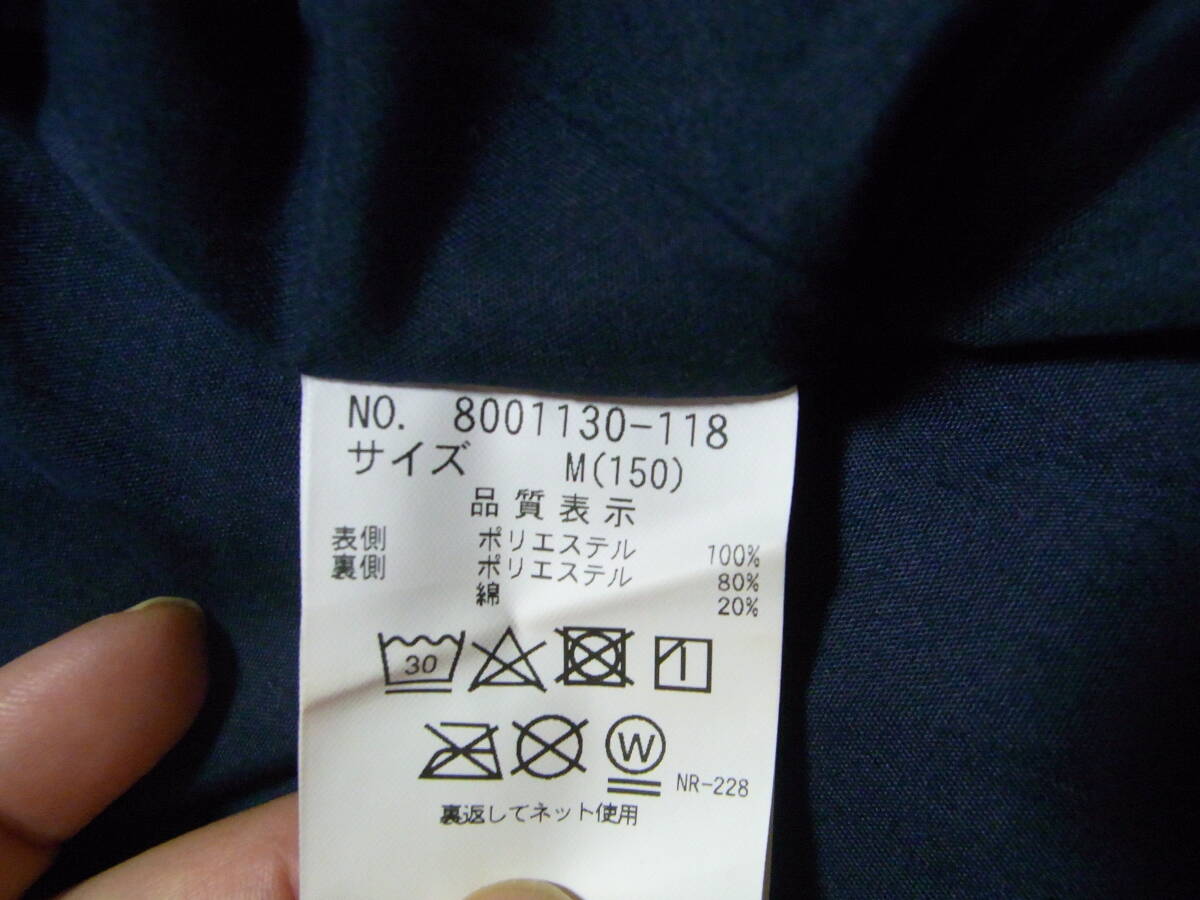 NO. 8001130-118
サイズ M(150)
品質表示
表側 ポリエステル 100%
裏側 ポリエステル 80%
綿 20%
30
W
NR-228
裏返してネット使用